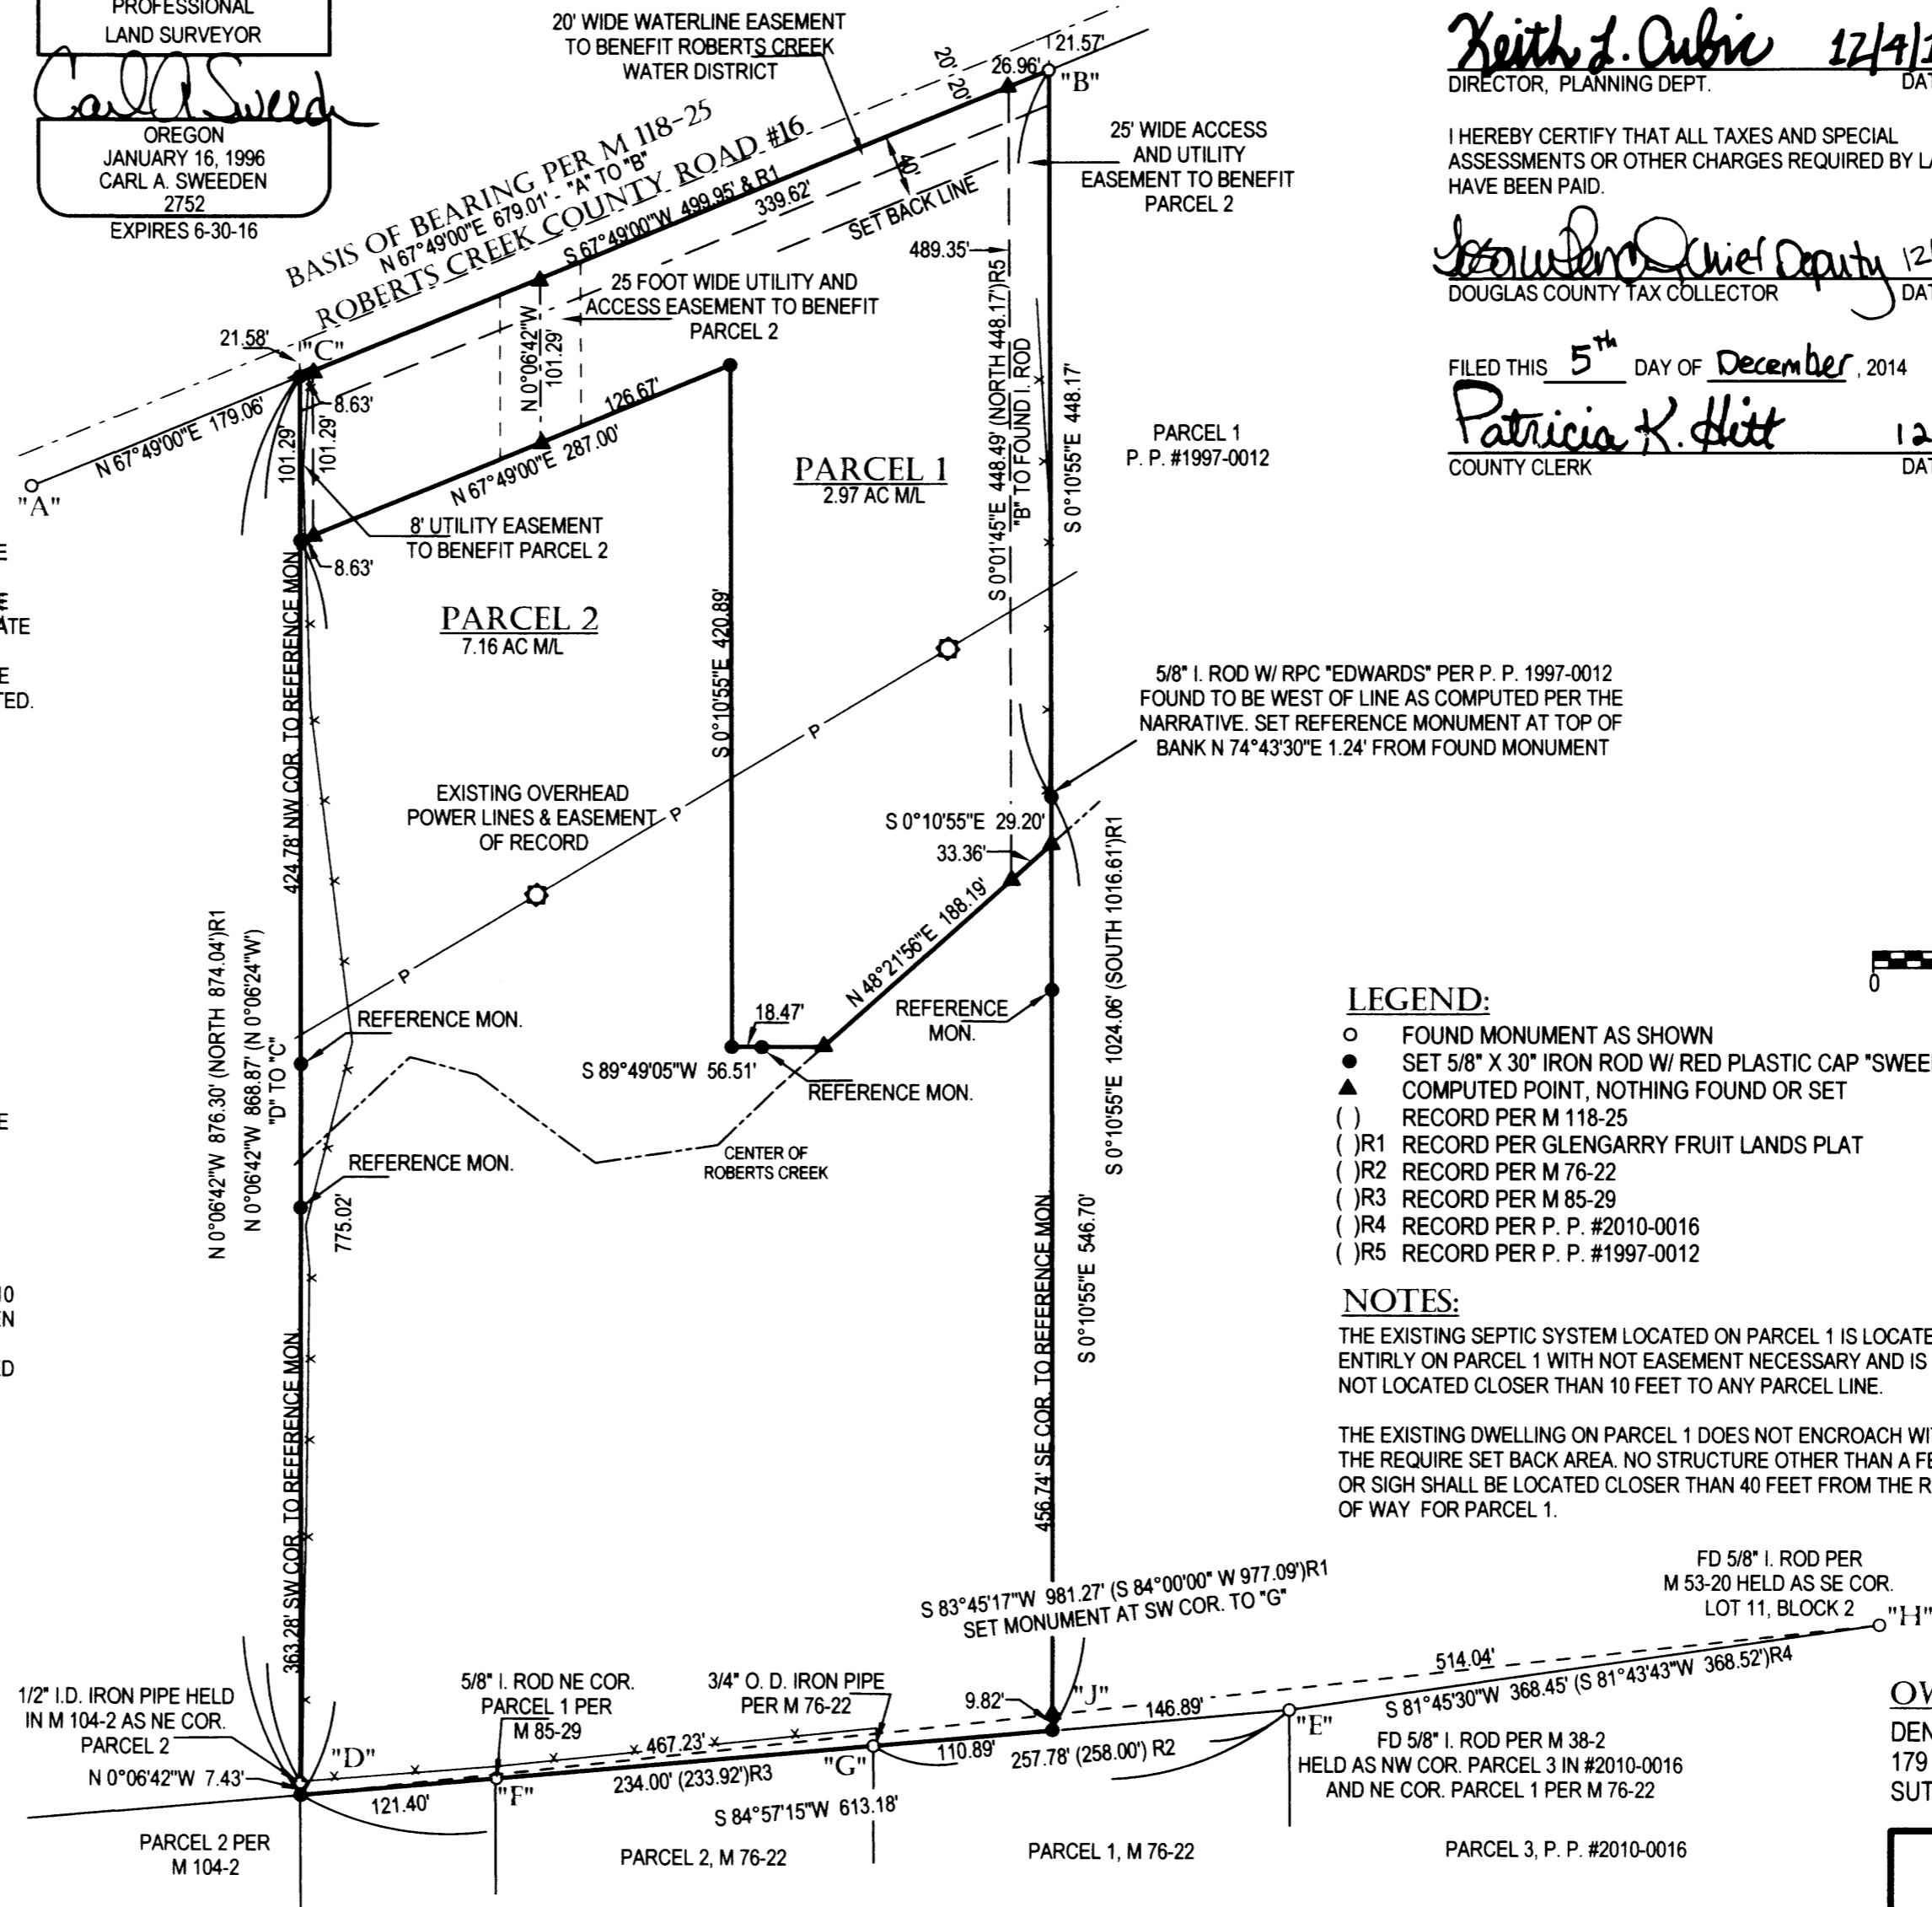 PROFESSIONAL
LAND SURVEYOR
Carl A Sweeden
OREGON
JANUARY 16, 1996
CARL A. SWEEDEN
2752
EXPIRES 6-30-16
20' WIDE WATERLINE EASEMENT
TO BENEFIT ROBERTS CREEK
WATER DISTRICT
20' 20'
26.96'
21.57'
"B"
25' WIDE ACCESS
AND UTILITY
EASEMENT TO BENEFIT
PARCEL 2
BASIS OF BEARING PER M 118-25
N 67°49'00"E 679.01' - "A" TO "B"
ROBERTS CREEK COUNTY ROAD #16
S 67°49'00"W 499.95' & R1
339.62'
40'
SET BACK LINE
489.35'
25 FOOT WIDE UTILITY AND
ACCESS EASEMENT TO BENEFIT
PARCEL 2
21.58'
"C"
N 67°49'00"E 179.06'
"A"
8.63'
101.29'
101.29'
N 0°06'42"W
101.29'
126.67'
N 67°49'00"E 287.00'
8' UTILITY EASEMENT
TO BENEFIT PARCEL 2
8.63'
PARCEL 1
2.97 AC M/L
PARCEL 2
7.16 AC M/L
S 0°01'45"E 448.49' (NORTH 448.17')R5
"B" TO FOUND I. ROD
S 0°10'55"E 448.17'
PARCEL 1
P. P. #1997-0012
S 0°10'55"E 420.89'
424.78' NW COR. TO REFERENCE MON.
5/8" I. ROD W/ RPC "EDWARDS" PER P. P. 1997-0012
FOUND TO BE WEST OF LINE AS COMPUTED PER THE
NARRATIVE. SET REFERENCE MONUMENT AT TOP OF
BANK N 74°43'30"E 1.24' FROM FOUND MONUMENT
P
P
P
EXISTING OVERHEAD
POWER LINES & EASEMENT
OF RECORD
S 0°10'55"E 29.20'
33.36'
N 48°21'56"E 188.19'
S 0°10'55"E 1024.06' (SOUTH 1016.61')R1
REFERENCE
MON.
N 0°06'42"W 876.30' (NORTH 874.04')R1
N 0°06'42"W 868.87' (N 0°06'24"W')
"D" TO "C"
REFERENCE MON.
18.47'
S 89°49'05"W 56.51'
REFERENCE MON.
CENTER OF
ROBERTS CREEK
REFERENCE MON.
775.02'
S 0°10'55"E 546.70'
456.74' SE COR. TO REFERENCE MON.
363.28' SW COR. TO REFERENCE MON.
S 83°45'17"W 981.27' (S 84°00'00" W 977.09')R1
SET MONUMENT AT SW COR. TO "G"
1/2" I.D. IRON PIPE HELD
IN M 104-2 AS NE COR.
PARCEL 2
N 0°06'42"W 7.43'
"D"
5/8" I. ROD NE COR.
PARCEL 1 PER
M 85-29
3/4" O. D. IRON PIPE
PER M 76-22
9.82'
"J"
146.89'
514.04'
S 81°45'30"W 368.45' (S 81°43'43"W 368.52')R4
"H"
FD 5/8" I. ROD PER
M 53-20 HELD AS SE COR.
LOT 11, BLOCK 2
467.23'
"G"
110.89'
257.78' (258.00') R2
"E"
FD 5/8" I. ROD PER M 38-2
HELD AS NW COR. PARCEL 3 IN #2010-0016
AND NE COR. PARCEL 1 PER M 76-22
121.40'
"F"
234.00' (233.92')R3
S 84°57'15"W 613.18'
PARCEL 2 PER
M 104-2
PARCEL 2, M 76-22
PARCEL 1, M 76-22
PARCEL 3, P. P. #2010-0016
Keith L. Cubic 12/4/1
DIRECTOR, PLANNING DEPT.
DAT
I HEREBY CERTIFY THAT ALL TAXES AND SPECIAL
ASSESSMENTS OR OTHER CHARGES REQUIRED BY LA
HAVE BEEN PAID.
Chief Deputy 12
DOUGLAS COUNTY TAX COLLECTOR
DAT
FILED THIS 5th DAY OF December, 2014
Patricia K. Hitt 12
COUNTY CLERK
DAT
0
LEGEND:
FOUND MONUMENT AS SHOWN
SET 5/8" X 30" IRON ROD W/ RED PLASTIC CAP "SWEE
COMPUTED POINT, NOTHING FOUND OR SET
( ) RECORD PER M 118-25
( )R1 RECORD PER GLENGARRY FRUIT LANDS PLAT
( )R2 RECORD PER M 76-22
( )R3 RECORD PER M 85-29
( )R4 RECORD PER P. P. #2010-0016
( )R5 RECORD PER P. P. #1997-0012
NOTES:
THE EXISTING SEPTIC SYSTEM LOCATED ON PARCEL 1 IS LOCATE
ENTIRLY ON PARCEL 1 WITH NOT EASEMENT NECESSARY AND IS
NOT LOCATED CLOSER THAN 10 FEET TO ANY PARCEL LINE.
THE EXISTING DWELLING ON PARCEL 1 DOES NOT ENCROACH WI
THE REQUIRE SET BACK AREA. NO STRUCTURE OTHER THAN A FE
OR SIGH SHALL BE LOCATED CLOSER THAN 40 FEET FROM THE R
OF WAY FOR PARCEL 1.
OW
DEN
179
SUT
E
#
ATE
E
TED.
E
10
EN
ED